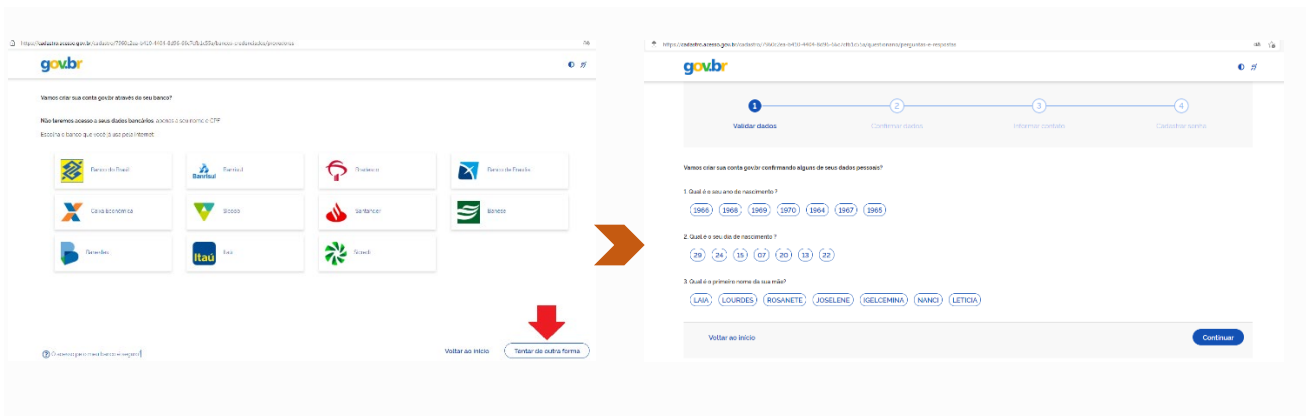 gov.br
Vamos criar sua conta gov.br através do seu banco?
Não teremos acesso a seus dados bancários, apenas a seu nome e CPF
Escolha o banco que você já usa pela internet
Banco do Brasil
Banrisul Banrisul
Bradesco
Banco de Brasília
Caixa Econômica
Sicoob
Santander
Banese
Banestes
Itaú Itaú
Sicredi
Voltar ao início
Tentar de outra forma
gov.br
1 2 3 4
Validar dados Confirmar dados Informar contato Cadastrar senha
Vamos criar sua conta gov.br confirmando alguns de seus dados pessoais?
1. Qual é o seu ano de nascimento ?
1966 1968 1969 1970 1964 1967 1965
2. Qual é o seu dia de nascimento ?
29 24 15 07 20 13 22
3. Qual é o primeiro nome da sua mãe?
LAIA LOURDES ROSANETE JOSELENE IGELCEMINA NANCI LETICIA
Voltar ao início
Continuar